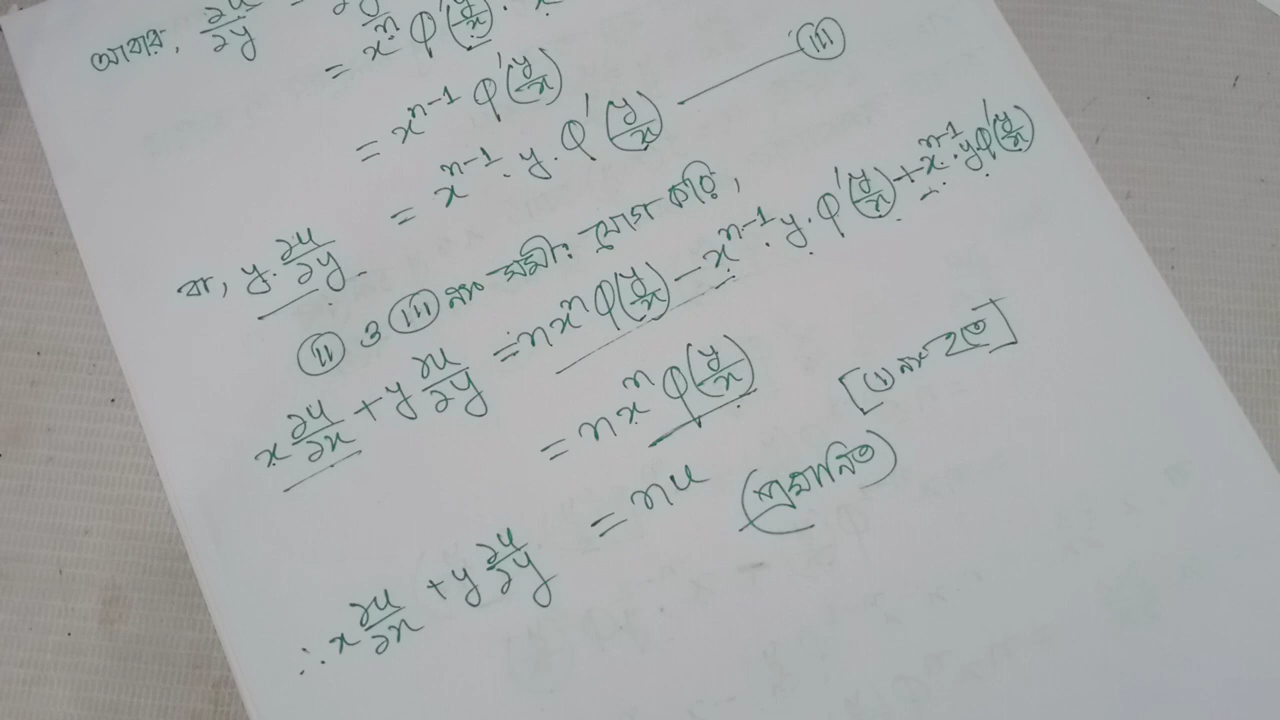 আবার, ∂u/∂y =
= xⁿ φ'(y/x) ·
= xⁿ⁻¹ φ'(y/x)
বা, y·∂u/∂y = xⁿ⁻¹ · y · φ'(y/x) —— (iii)
(ii) ও (iii) নং সমীঃ যোগ করি,
x ∂u/∂x + y ∂u/∂y = nxⁿ φ(y/x) − xⁿ⁻¹ · y · φ'(y/x) + xⁿ⁻¹ · y · φ'(y/x)
= nxⁿ φ(y/x)
[(i) নং হতে]
∴ x ∂u/∂x + y ∂u/∂y = nu (প্রমানিত)